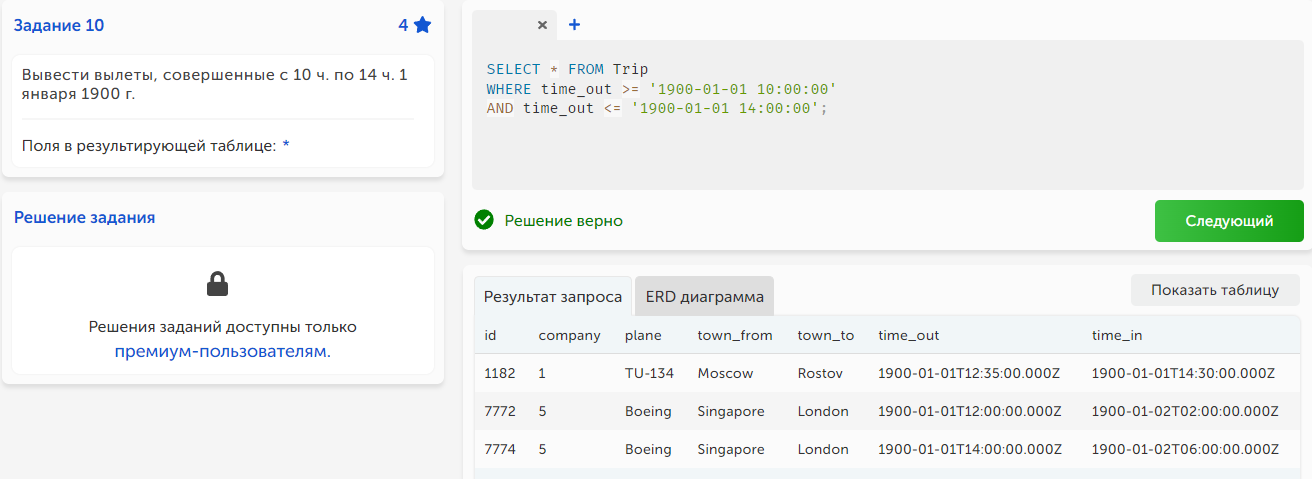 Задание 10
4
Вывести вылеты, совершенные с 10 ч. по 14 ч. 1
января 1900 г.
Поля в результирующей таблице: *
Решение задания
Решения заданий доступны только
премиум-пользователям.
SELECT * FROM Trip
WHERE time_out >= '1900-01-01 10:00:00'
AND time_out <= '1900-01-01 14:00:00';
Решение верно
Следующий
Результат запроса ERD диаграмма Показать таблицу
id company plane town_from town_to time_out time_in
1182 1 TU-134 Moscow Rostov 1900-01-01T12:35:00.000Z 1900-01-01T14:30:00.000Z
7772 5 Boeing Singapore London 1900-01-01T12:00:00.000Z 1900-01-02T02:00:00.000Z
7774 5 Boeing Singapore London 1900-01-01T14:00:00.000Z 1900-01-02T06:00:00.000Z